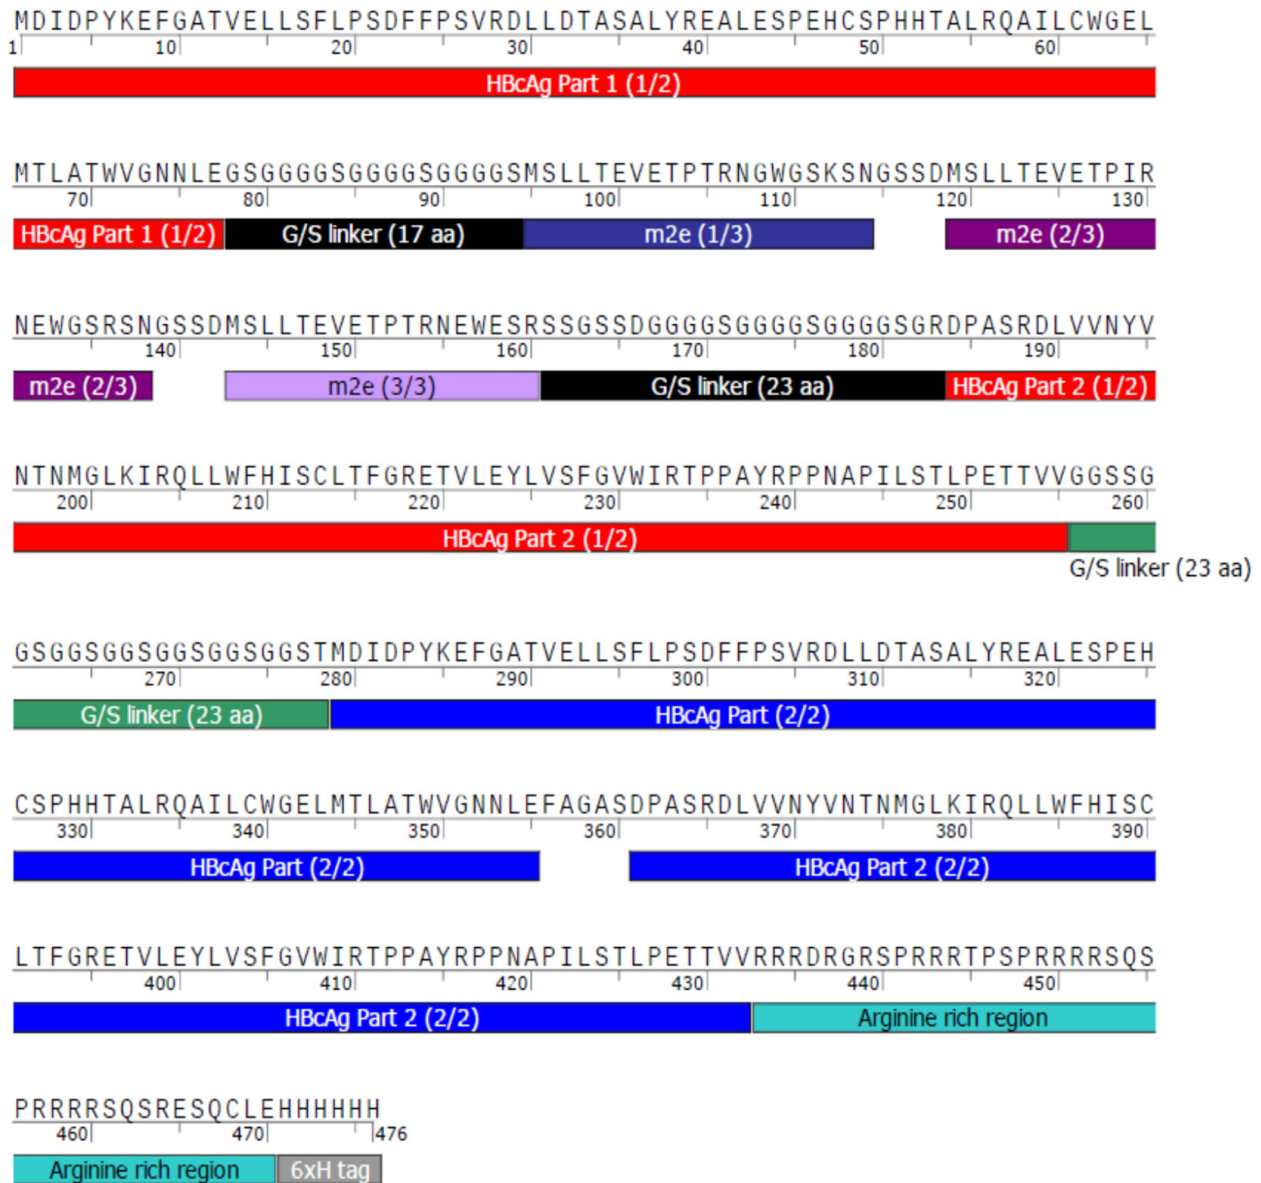 MDIDPYKEFGATVELLSFLPSDFFPSVRDLLDTASALYREALESPEHCSPHHTALRQAILCWGEL
1 10 20 30 40 50 60
HBcAg Part 1 (1/2)
MTLATWVGNNLEGSGGGGSGGGGSGGGGSMSLLTEVETPTRNGWGSKSNGSSDMSLLTEVETPIR
70 80 90 100 110 120 130
HBcAg Part 1 (1/2) G/S linker (17 aa) m2e (1/3) m2e (2/3)
NEWGSRSNGSSDMSLLTEVETPTRNEWESRSSGSSDGGGGSGGGGSGGGGSGRDPASRDLVVNYV
140 150 160 170 180 190
m2e (2/3) m2e (3/3) G/S linker (23 aa) HBcAg Part 2 (1/2)
NTNMGLKIRQLLWFHISCLTFGRETVLEYLVSFGVWIRTPPAYRPPNAPILSTLPETTVVGGSSG
200 210 220 230 240 250 260
HBcAg Part 2 (1/2)
G/S linker (23 aa)
GSGGSGGSGGSGGSGGSTMDIDPYKEFGATVELLSFLPSDFFPSVRDLLDTASALYREALESPEH
270 280 290 300 310 320
G/S linker (23 aa) HBcAg Part (2/2)
CSPHHTALRQAILCWGELMTLATWVGNNLEFAGASDPASRDLVVNYVNTNMGLKIRQLLWFHISC
330 340 350 360 370 380 390
HBcAg Part (2/2) HBcAg Part 2 (2/2)
LTFGRETVLEYLVSFGVWIRTPPAYRPPNAPILSTLPETTVVRRRDRGRSPRRRTPSPRRRRSQS
400 410 420 430 440 450
HBcAg Part 2 (2/2) Arginine rich region
PRRRRSQSRESQCLEHHHHHH
460 470 476
Arginine rich region 6xH tag